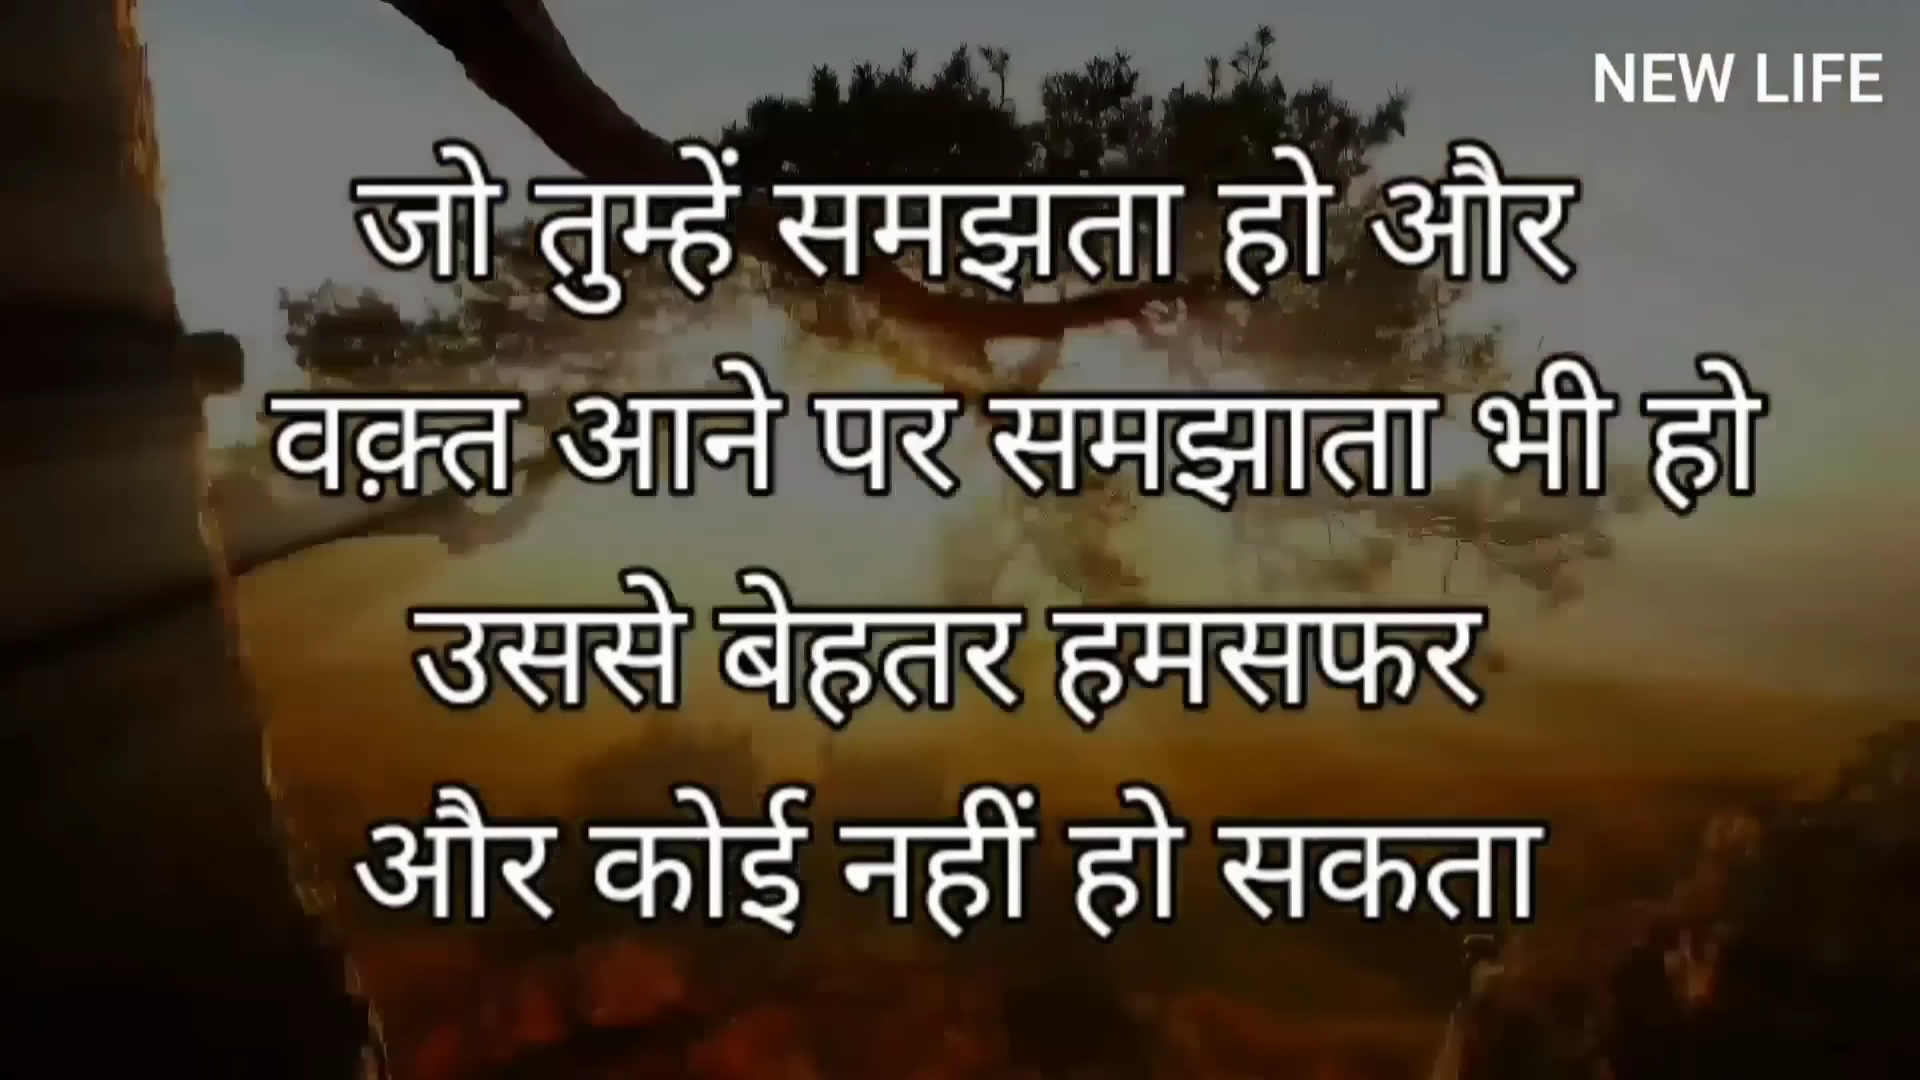 NEW LIFE
जो तुम्हें समझता हो और
वक़्त आने पर समझाता भी हो
उससे बेहतर हमसफर
और कोई नहीं हो सकता